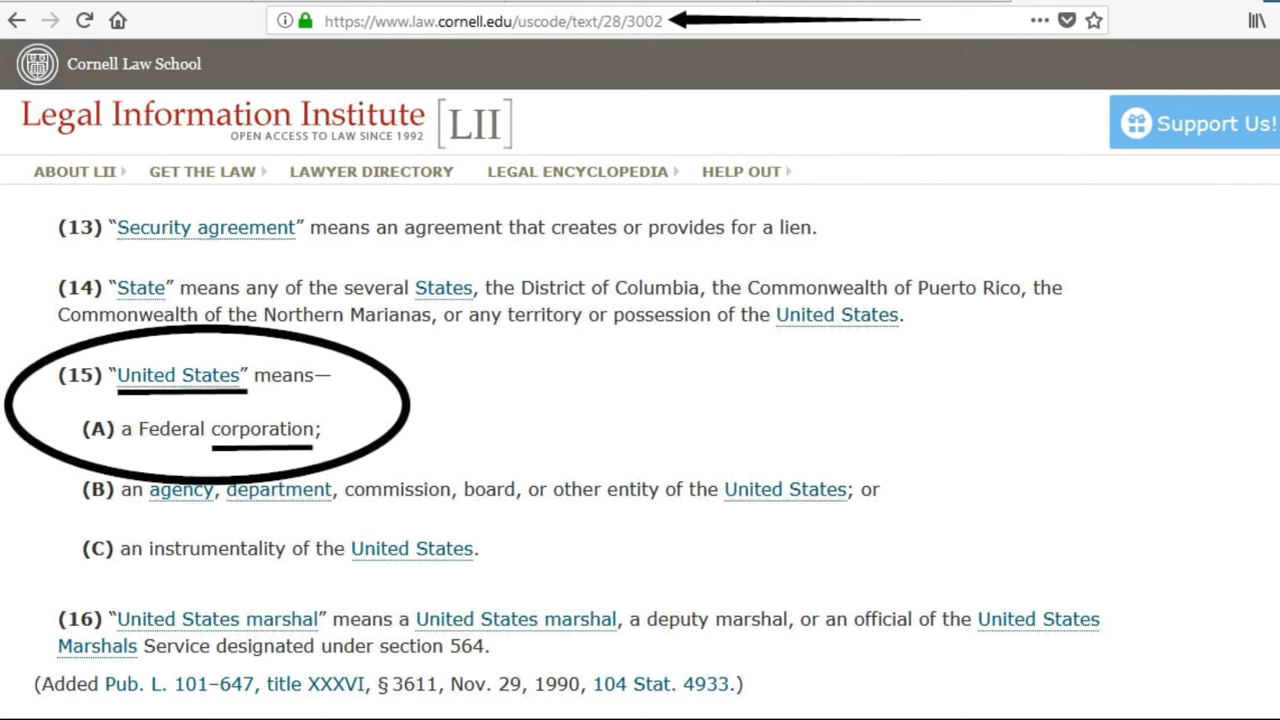 https://www.law.cornell.edu/uscode/text/28/3002
Cornell Law School
Legal Information Institute [LII]
OPEN ACCESS TO LAW SINCE 1992
Support Us!
ABOUT LII GET THE LAW LAWYER DIRECTORY LEGAL ENCYCLOPEDIA HELP OUT
(13) “Security agreement” means an agreement that creates or provides for a lien.
(14) “State” means any of the several States, the District of Columbia, the Commonwealth of Puerto Rico, the
Commonwealth of the Northern Marianas, or any territory or possession of the United States.
(15) “United States” means—
(A) a Federal corporation;
(B) an agency, department, commission, board, or other entity of the United States; or
(C) an instrumentality of the United States.
(16) “United States marshal” means a United States marshal, a deputy marshal, or an official of the United States
Marshals Service designated under section 564.
(Added Pub. L. 101–647, title XXXVI, § 3611, Nov. 29, 1990, 104 Stat. 4933.)